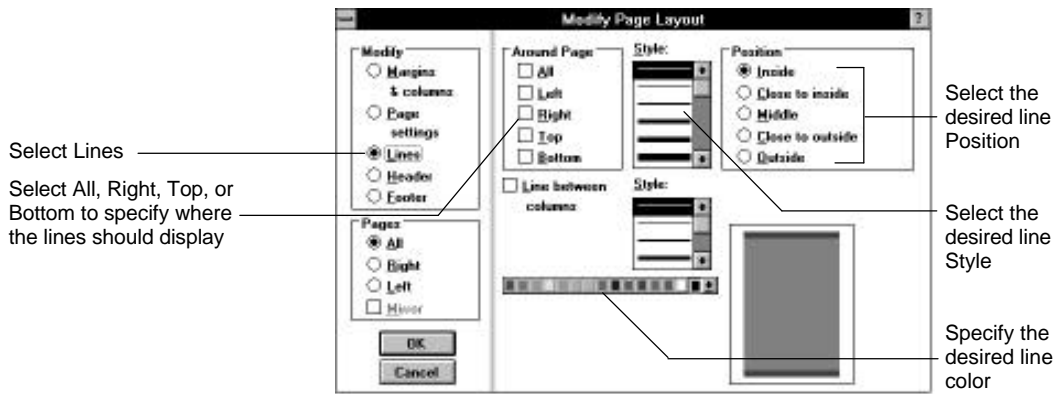 Modify Page Layout
?
Modify
Margins
& columns
Page
settings
Lines
Header
Footer
Pages
All
Right
Left
Mirror
OK
Cancel
Around Page
All
Left
Right
Top
Bottom
Line between
columns
Style:
Style:
Position
Inside
Close to inside
Middle
Close to outside
Outside
Select Lines
Select All, Right, Top, or
Bottom to specify where
the lines should display
Select the
desired line
Position
Select the
desired line
Style
Specify the
desired line
color